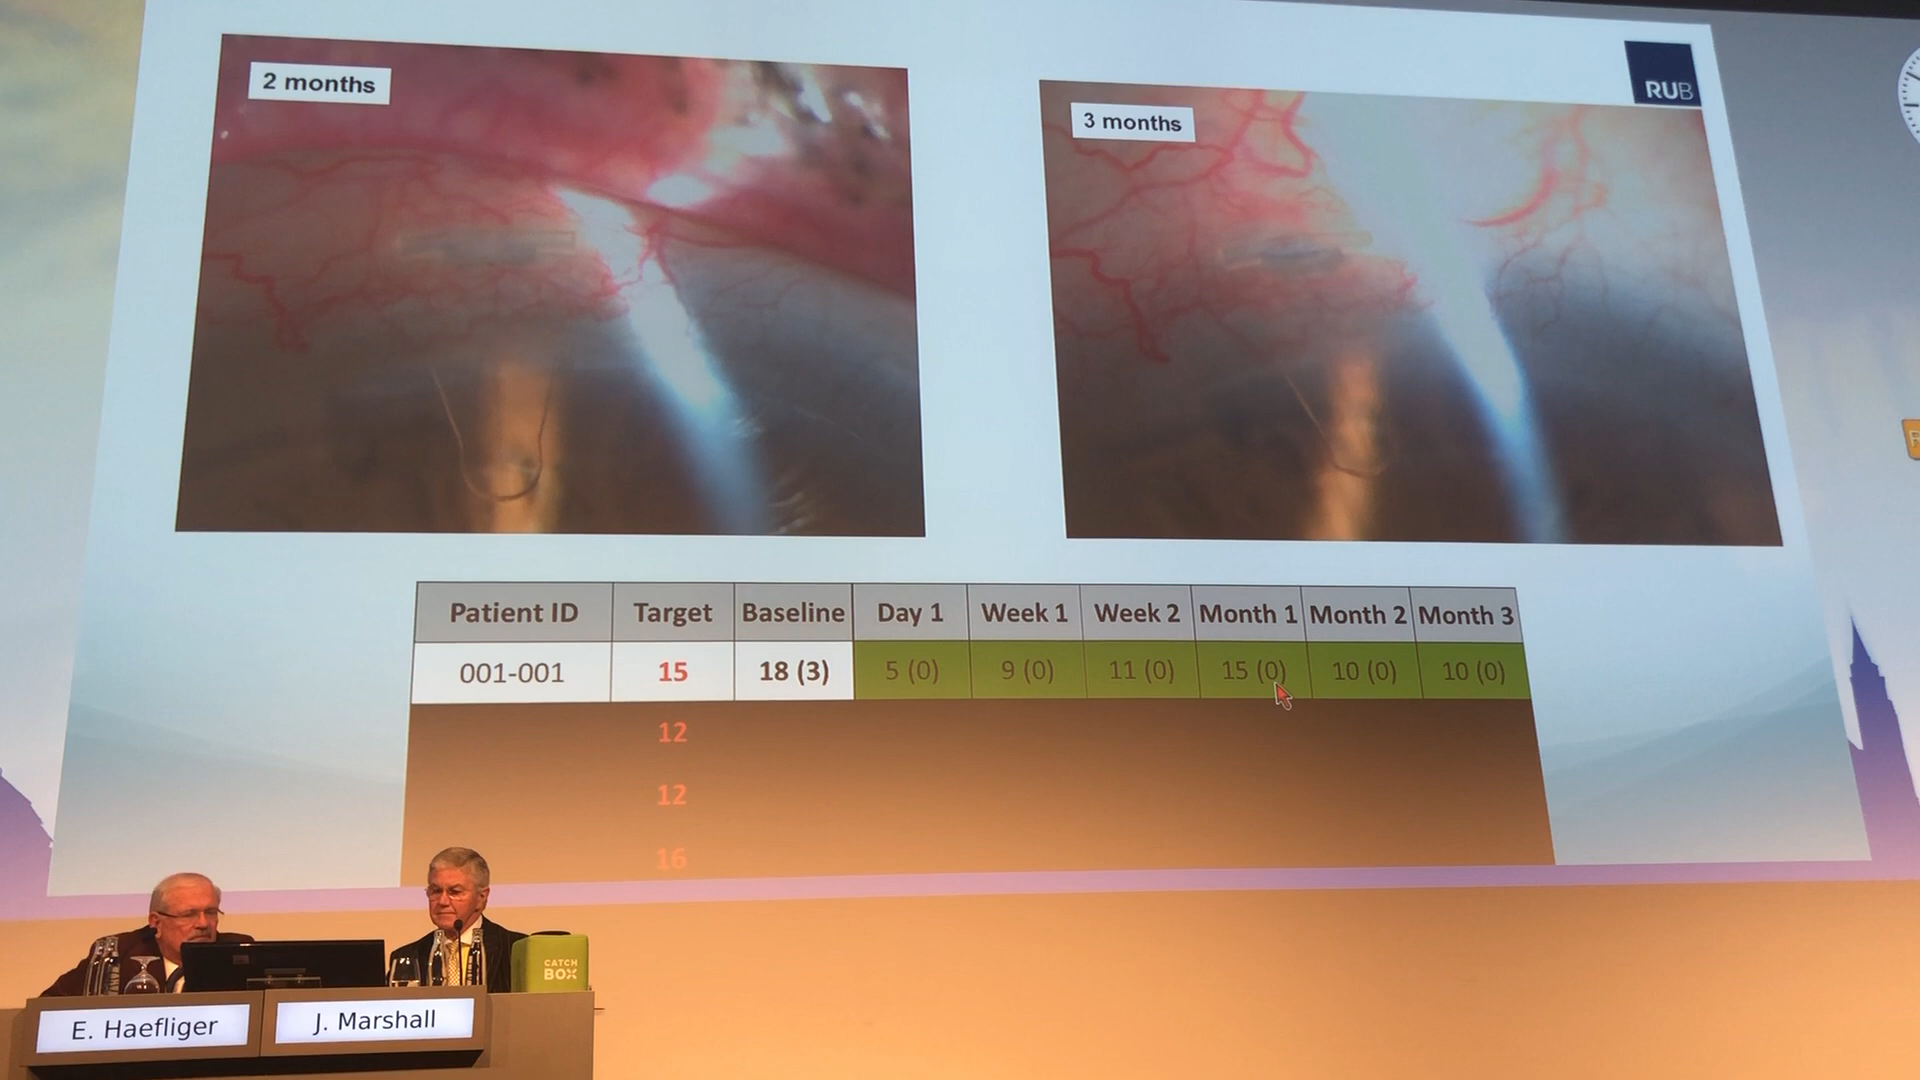 2 months
3 months
RUB
Patient ID Target Baseline Day 1 Week 1 Week 2 Month 1 Month 2 Month 3
001-001 15 18 (3) 5 (0) 9 (0) 11 (0) 15 (0) 10 (0) 10 (0)
12
12
16
CATCH
BOX
E. Haefliger
J. Marshall